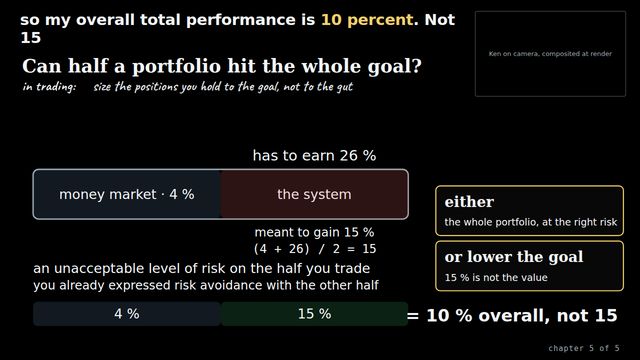 so my overall total performance is 10 percent. Not
15
Ken on camera, composited at render
Can half a portfolio hit the whole goal?
in trading: size the positions you hold to the goal, not to the gut
has to earn 26 %
money market · 4 %
the system
meant to gain 15 %
(4 + 26) / 2 = 15
an unacceptable level of risk on the half you trade
you already expressed risk avoidance with the other half
either
the whole portfolio, at the right risk
or lower the goal
15 % is not the value
4 %
15 %
= 10 % overall, not 15
chapter 5 of 5